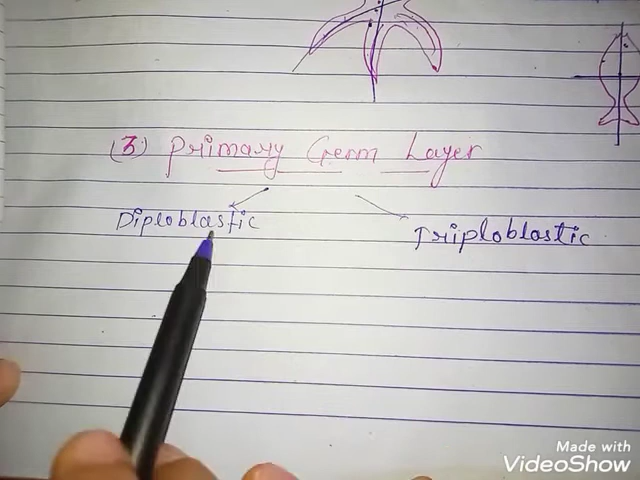 (3) Primary Germ Layer
Diploblastic
Triploblastic
Made with
VideoShow